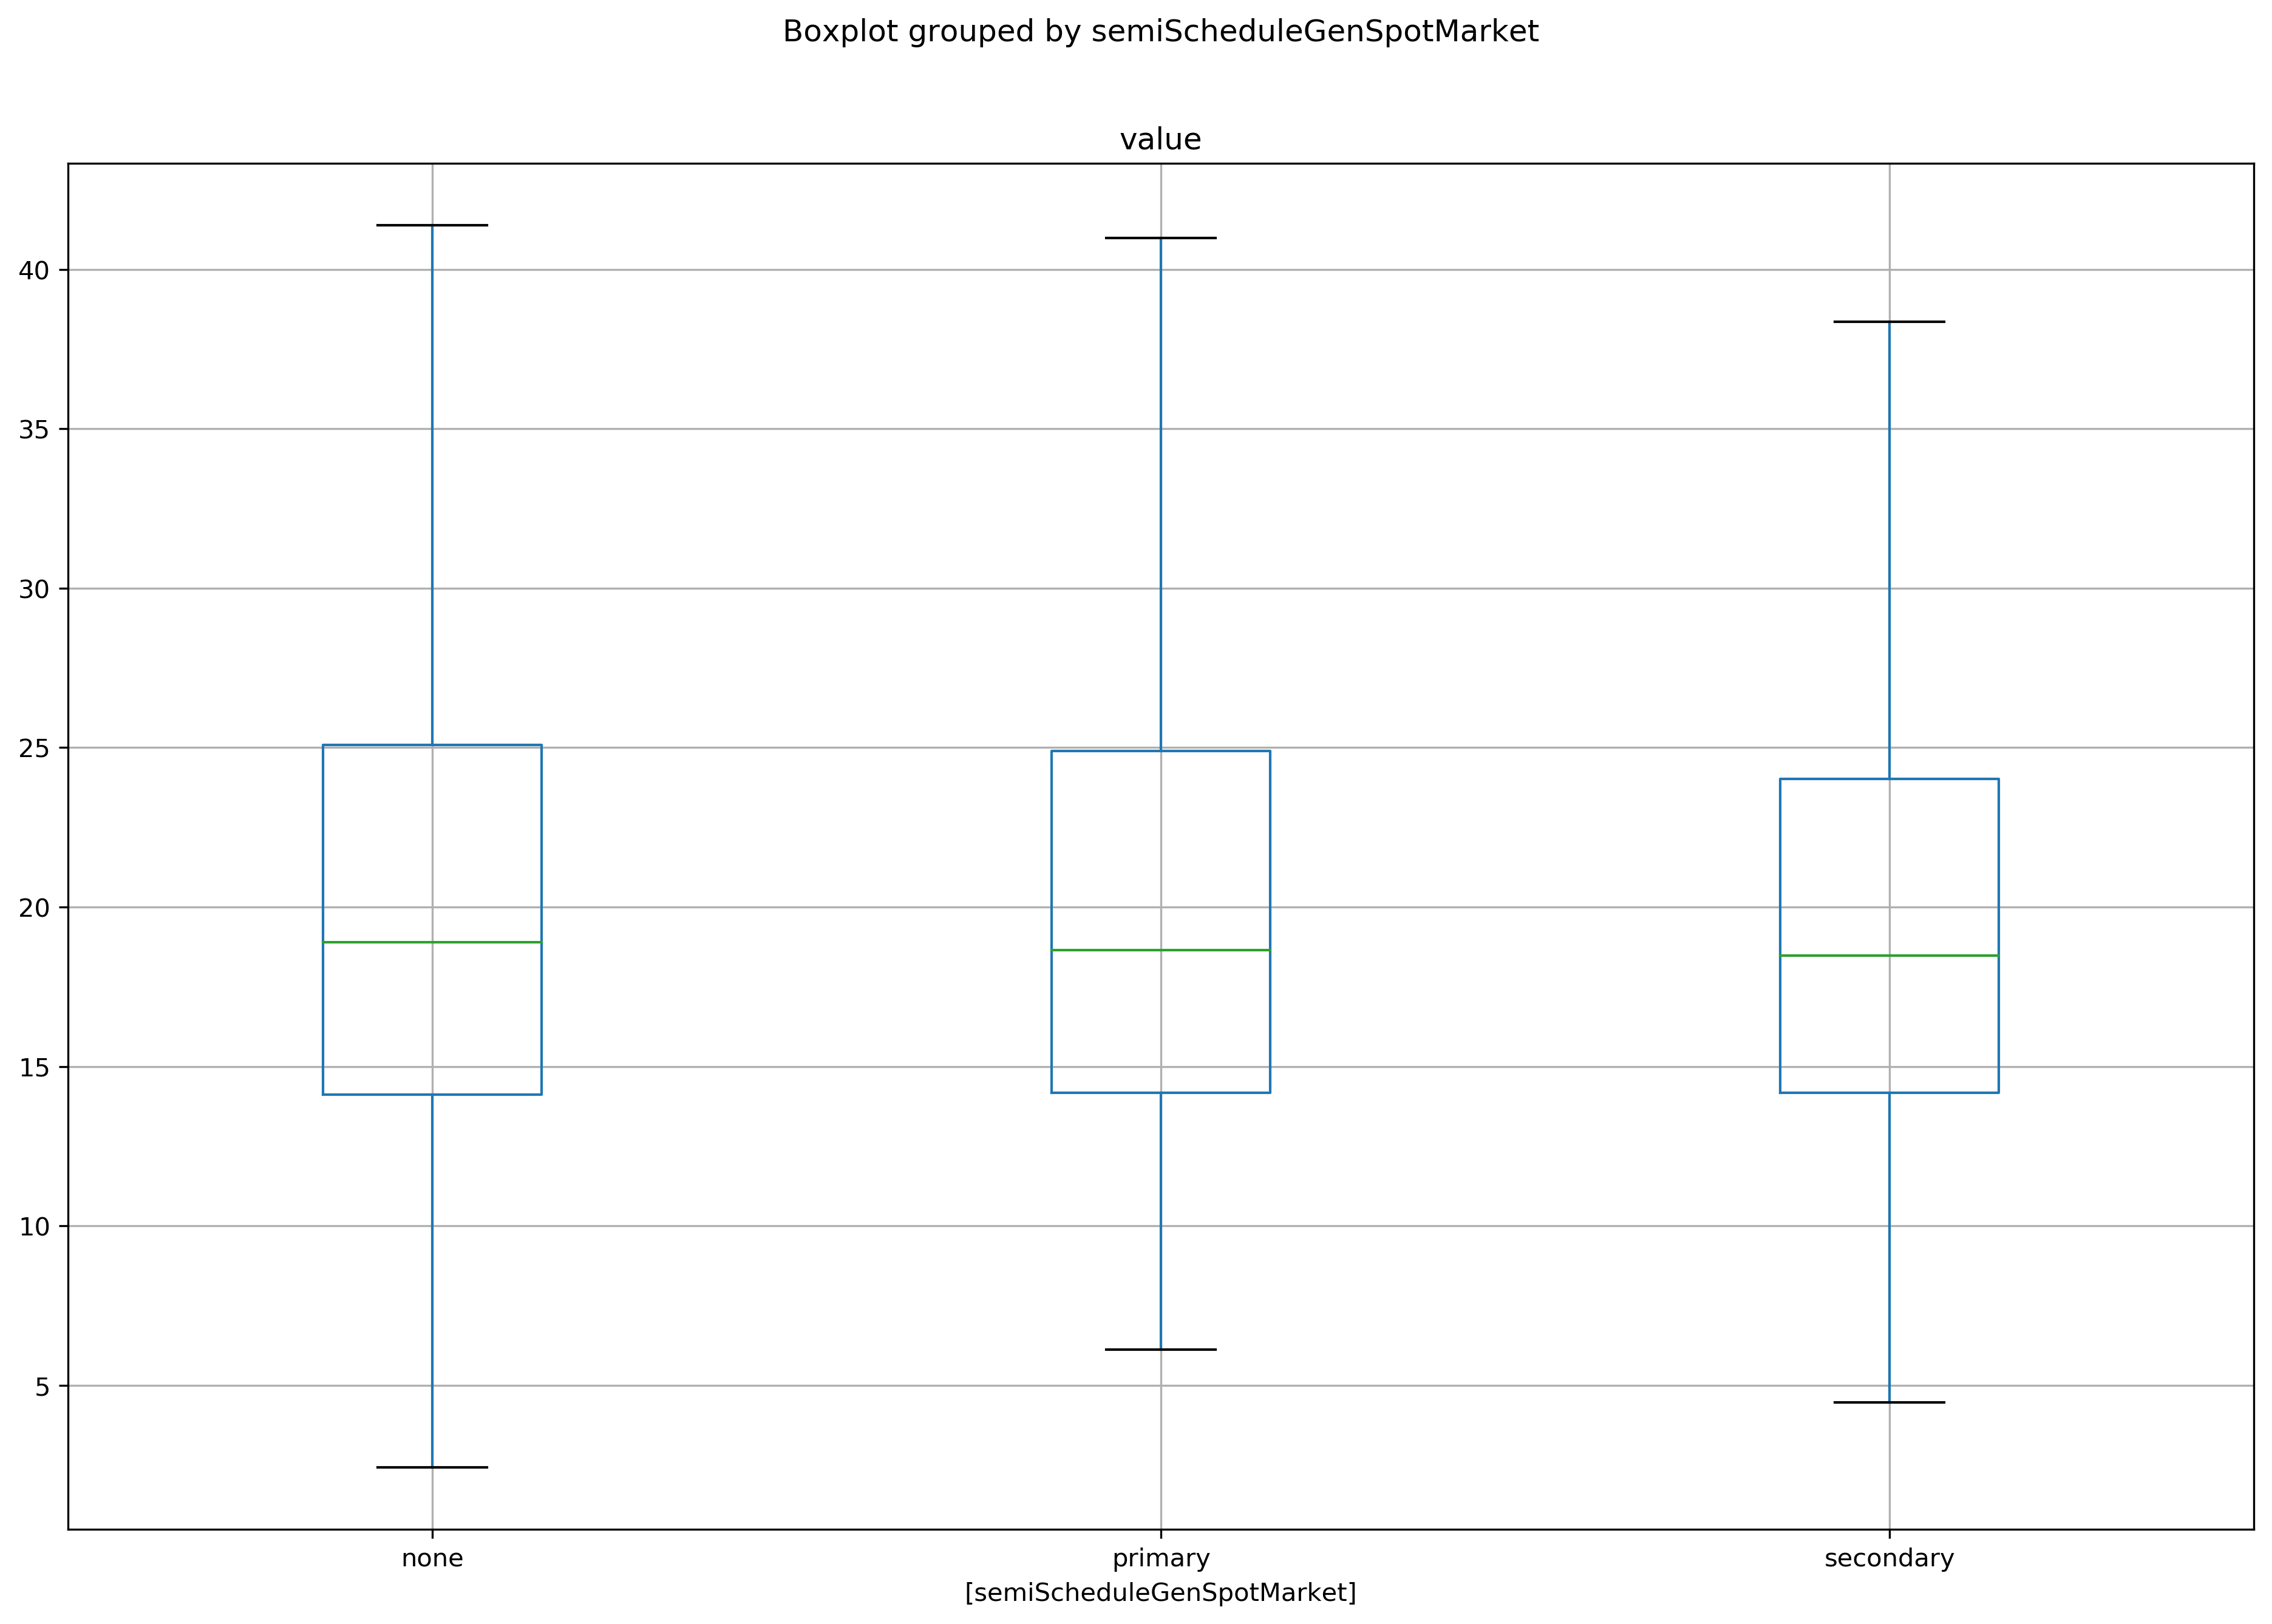 Boxplot grouped by semiScheduleGenSpotMarket
value
40
35
30
25
20
15
10
5
none primary secondary
[semiScheduleGenSpotMarket]